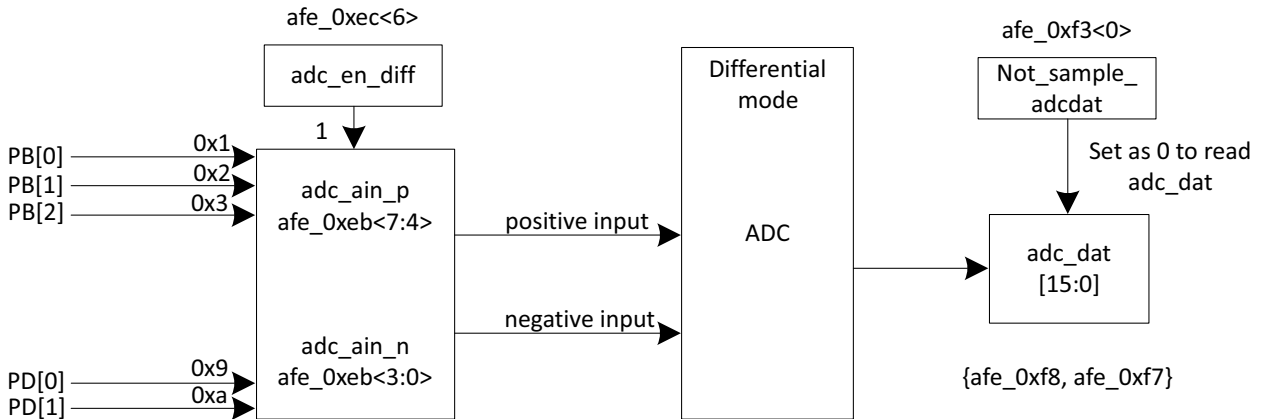 afe_0xec<6>
adc_en_diff
1
PB[0]
0x1
PB[1]
0x2
PB[2]
0x3
adc_ain_p
afe_0xeb<7:4>
adc_ain_n
afe_0xeb<3:0>
PD[0]
0x9
PD[1]
0xa
positive input
negative input
Differential
mode
ADC
afe_0xf3<0>
Not_sample_
adcdat
Set as 0 to read
adc_dat
adc_dat
[15:0]
{afe_0xf8, afe_0xf7}